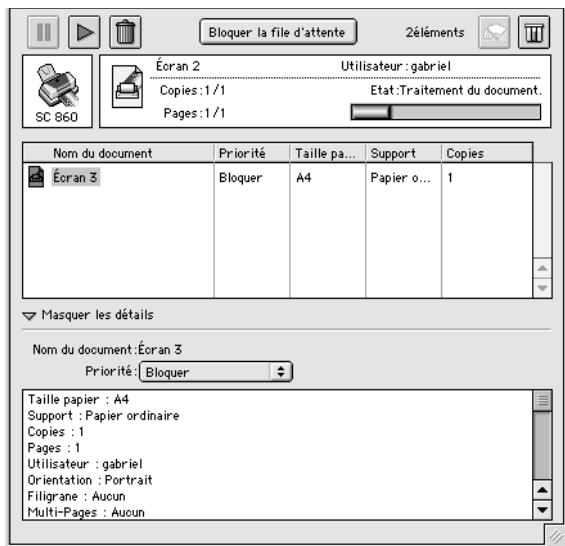 Bloquer la file d'attente 2éléments
Écran 2 Utilisateur : gabriel
Copies : 1/1 Etat : Traitement du document.
SC 860 Pages : 1/1
Nom du document Priorité Taille pa... Support Copies
Écran 3 Bloquer A4 Papier o... 1
Masquer les détails
Nom du document : Écran 3
Priorité : Bloquer
Taille papier : A4
Support : Papier ordinaire
Copies : 1
Pages : 1
Utilisateur : gabriel
Orientation : Portrait
Filigrane : Aucun
Multi-Pages : Aucun